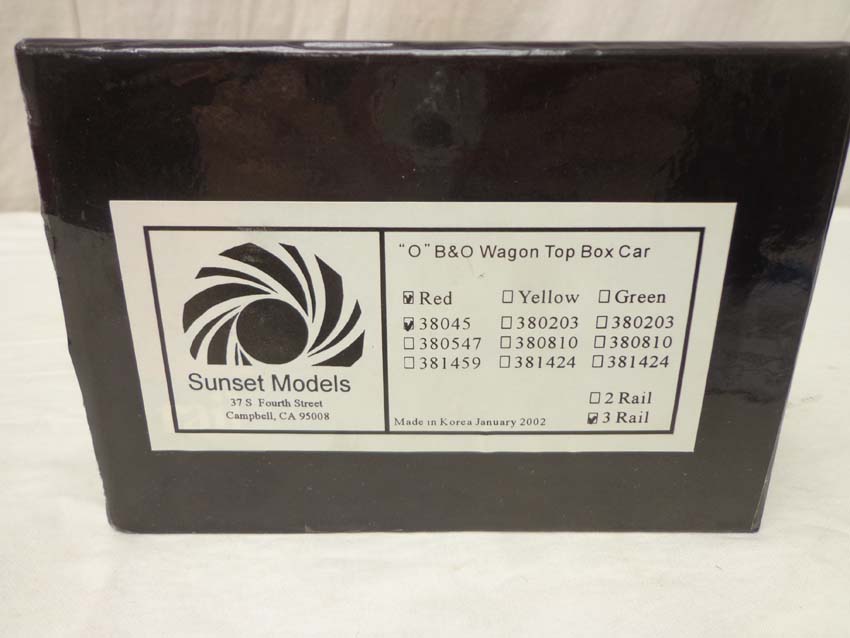 Sunset Models
37 S Fourth Street
Campbell, CA 95008
"O" B&O Wagon Top Box Car
☑ Red ☐ Yellow ☐ Green
☑ 38045 ☐ 380203 ☐ 380203
☐ 380547 ☐ 380810 ☐ 380810
☐ 381459 ☐ 381424 ☐ 381424
☐ 2 Rail
☑ 3 Rail
Made in Korea January 2002